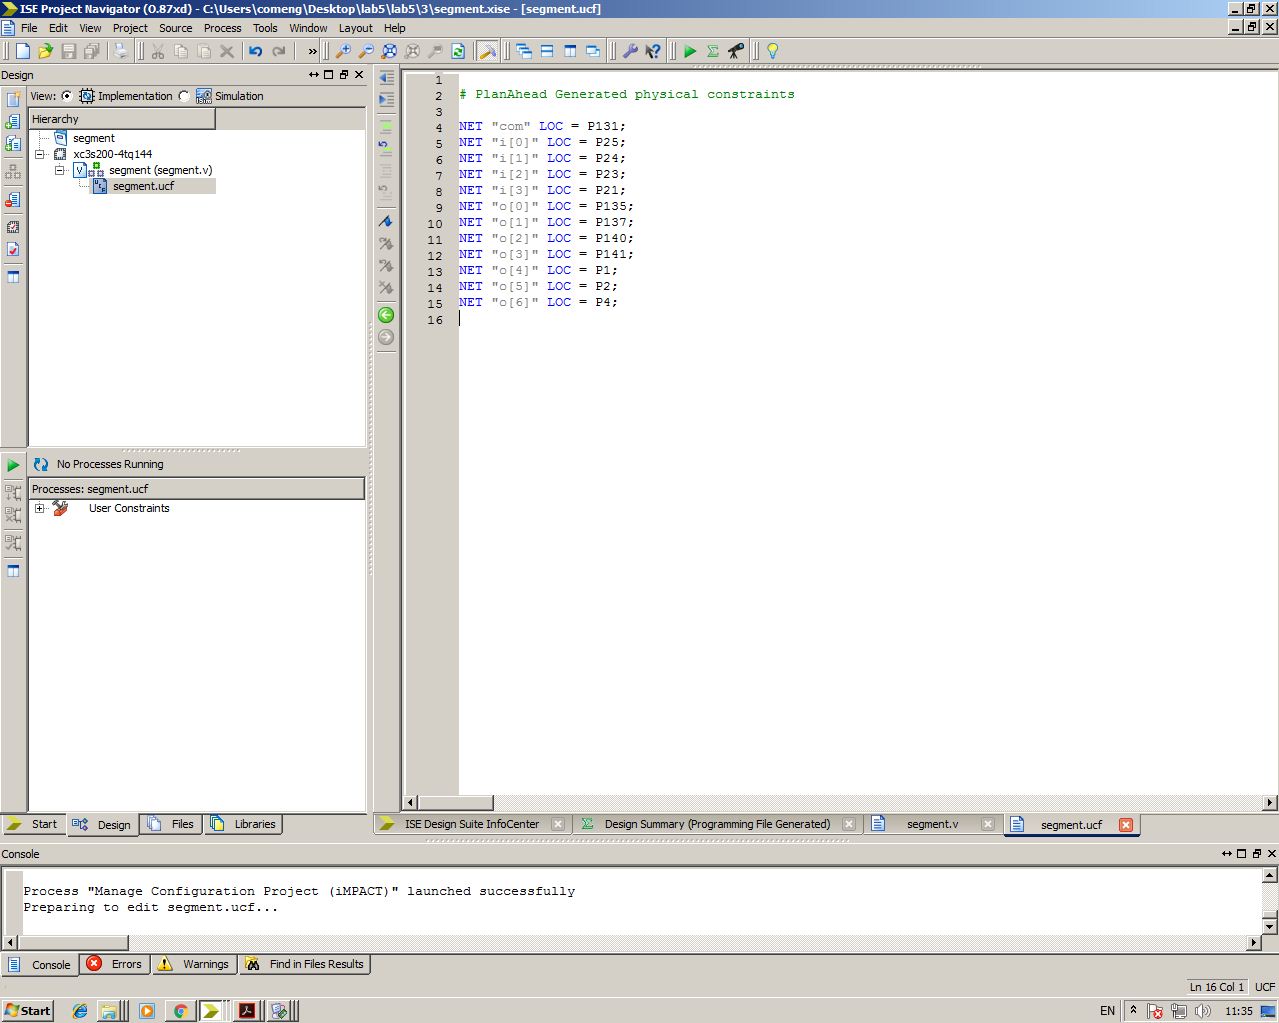 ISE Project Navigator (O.87xd) - C:\Users\comeng\Desktop\lab5\lab5\3\segment.xise - [segment.ucf]
File Edit View Project Source Process Tools Window Layout Help
Design
View: Implementation Simulation
Hierarchy
segment
xc3s200-4tq144
segment (segment.v)
segment.ucf
No Processes Running
Processes: segment.ucf
User Constraints
Start Design Files Libraries
1
2 # PlanAhead Generated physical constraints
3
4 NET "com" LOC = P131;
5 NET "i[0]" LOC = P25;
6 NET "i[1]" LOC = P24;
7 NET "i[2]" LOC = P23;
8 NET "i[3]" LOC = P21;
9 NET "o[0]" LOC = P135;
10 NET "o[1]" LOC = P137;
11 NET "o[2]" LOC = P140;
12 NET "o[3]" LOC = P141;
13 NET "o[4]" LOC = P1;
14 NET "o[5]" LOC = P2;
15 NET "o[6]" LOC = P4;
16
ISE Design Suite InfoCenter Design Summary (Programming File Generated) segment.v segment.ucf
Console
Process "Manage Configuration Project (iMPACT)" launched successfully
Preparing to edit segment.ucf...
Console Errors Warnings Find in Files Results
Ln 16 Col 1 UCF
Start EN 11:35